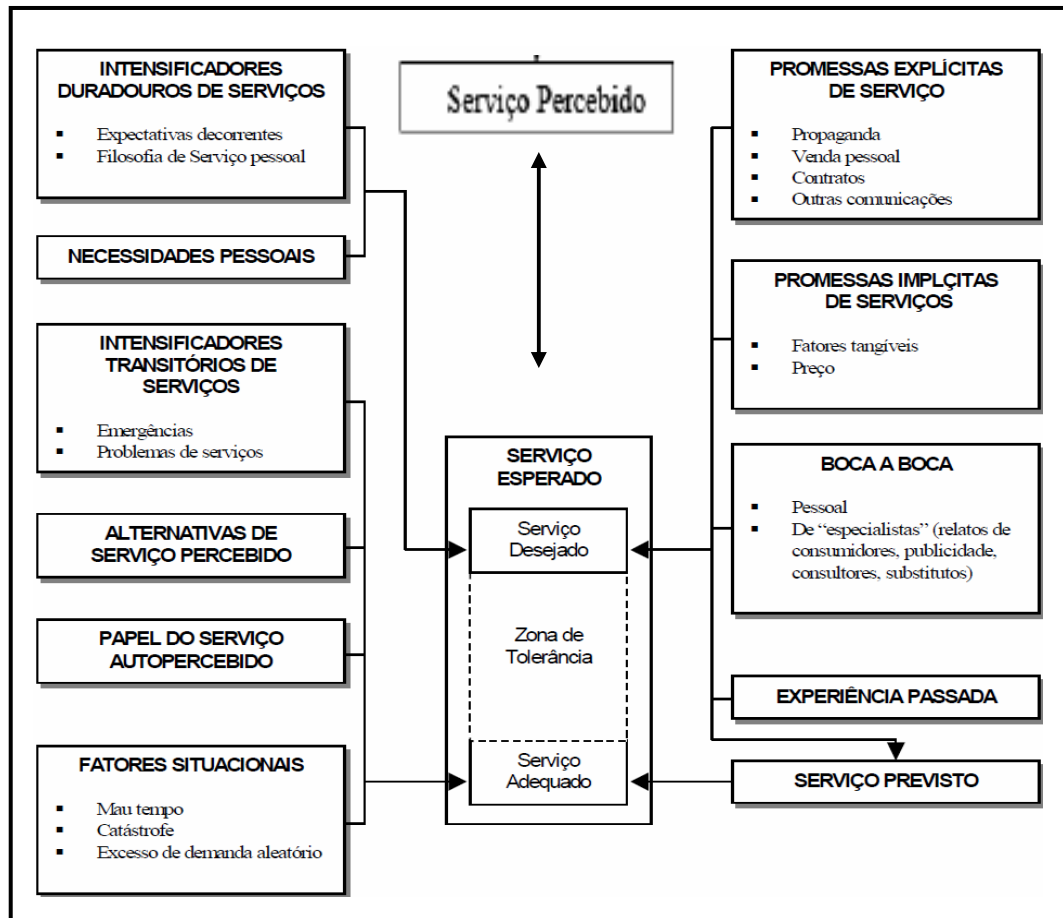 INTENSIFICADORES
DURADOUROS DE SERVIÇOS
▪ Expectativas decorrentes
▪ Filosofia de Serviço pessoal
NECESSIDADES PESSOAIS
INTENSIFICADORES
TRANSITÓRIOS DE
SERVIÇOS
▪ Emergências
▪ Problemas de serviços
ALTERNATIVAS DE
SERVIÇO PERCEBIDO
PAPEL DO SERVIÇO
AUTOPERCEBIDO
FATORES SITUACIONAIS
▪ Mau tempo
▪ Catástrofe
▪ Excesso de demanda aleatório
Serviço Percebido
SERVIÇO
ESPERADO
Serviço
Desejado
Zona de
Tolerância
Serviço
Adequado
PROMESSAS EXPLÍCITAS
DE SERVIÇO
▪ Propaganda
▪ Venda pessoal
▪ Contratos
▪ Outras comunicações
PROMESSAS IMPLÇITAS
DE SERVIÇOS
▪ Fatores tangíveis
▪ Preço
BOCA A BOCA
▪ Pessoal
▪ De “especialistas” (relatos de
consumidores, publicidade,
consultores, substitutos)
EXPERIÊNCIA PASSADA
SERVIÇO PREVISTO